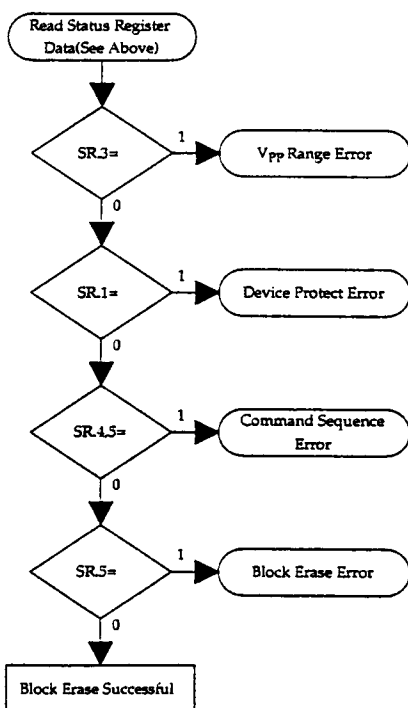 Read Status Register
Data(See Above)
SR.3=
1
VPP Range Error
0
SR.1=
1
Device Protect Error
0
SR.4,5=
1
Command Sequence
Error
0
SR.5=
1
Block Erase Error
0
Block Erase Successful